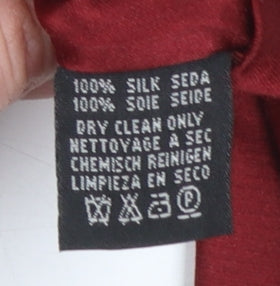 100% SILK SEDA
100% SOIE SEIDE
DRY CLEAN ONLY
NETTOYAGE A SEC
CHEMISCH REINIGEN
LIMPIEZA EN SECO
P